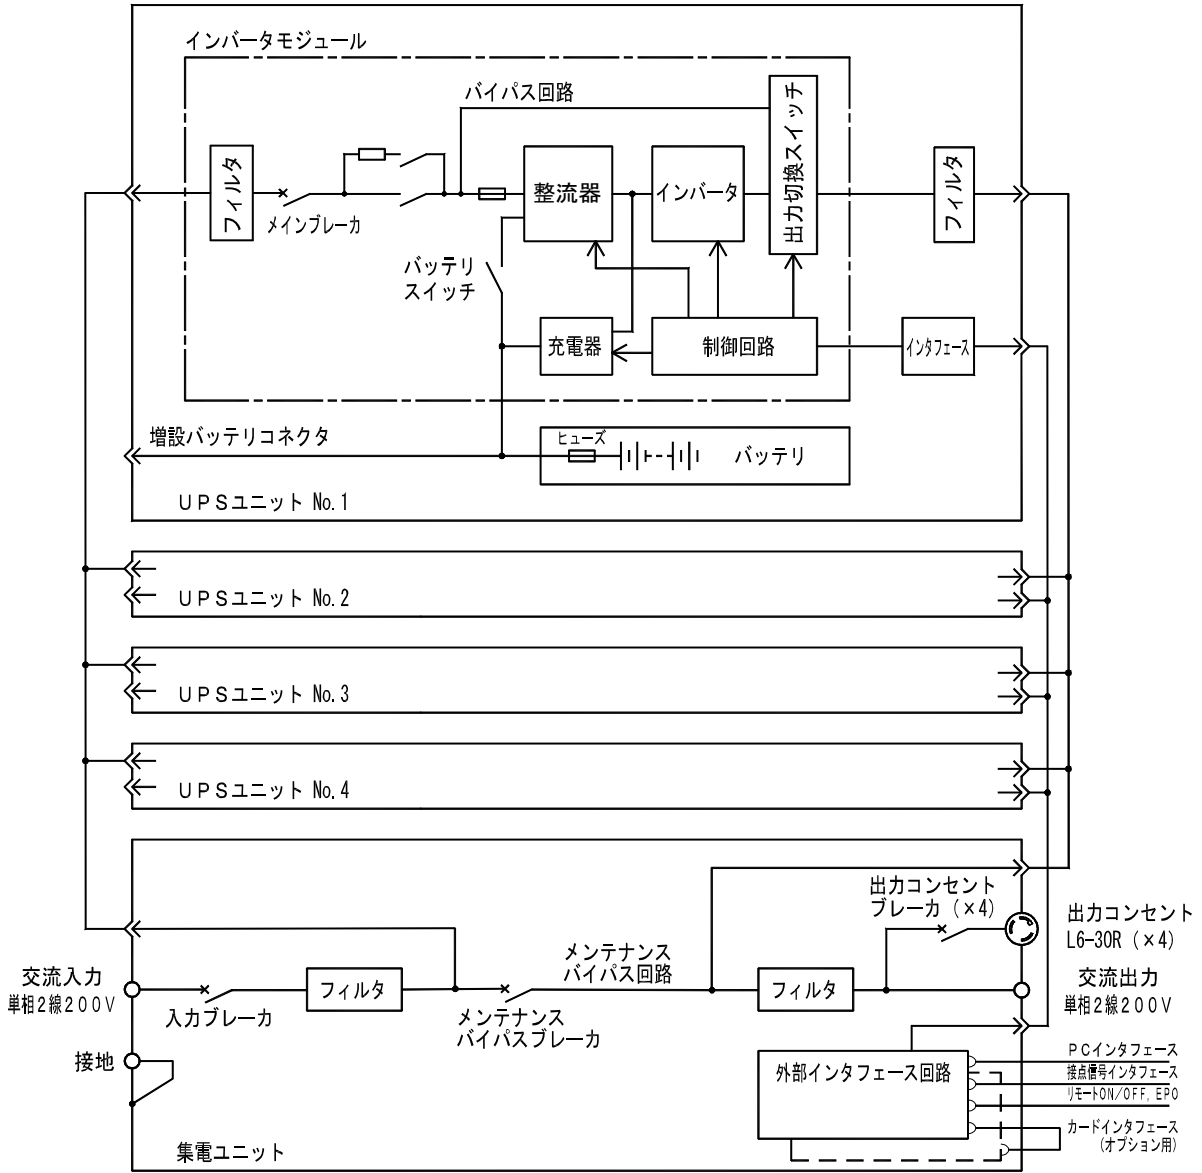 インバータモジュール
バイパス回路
フィルタ
メインブレーカ
整流器
インバータ
出力切換スイッチ
フィルタ
バッテリ
スイッチ
充電器
制御回路
インタフェース
増設バッテリコネクタ
ヒューズ
バッテリ
UPSユニット No.1
UPSユニット No.2
UPSユニット No.3
UPSユニット No.4
出力コンセント
ブレーカ (×4)
出力コンセント
L6-30R (×4)
交流入力
単相2線200V
フィルタ
メンテナンス
バイパス回路
フィルタ
交流出力
単相2線200V
入力ブレーカ
メンテナンス
バイパスブレーカ
接地
外部インタフェース回路
PCインタフェース
接点信号インタフェース
リモートON/OFF, EPO
カードインタフェース
(オプション用)
集電ユニット